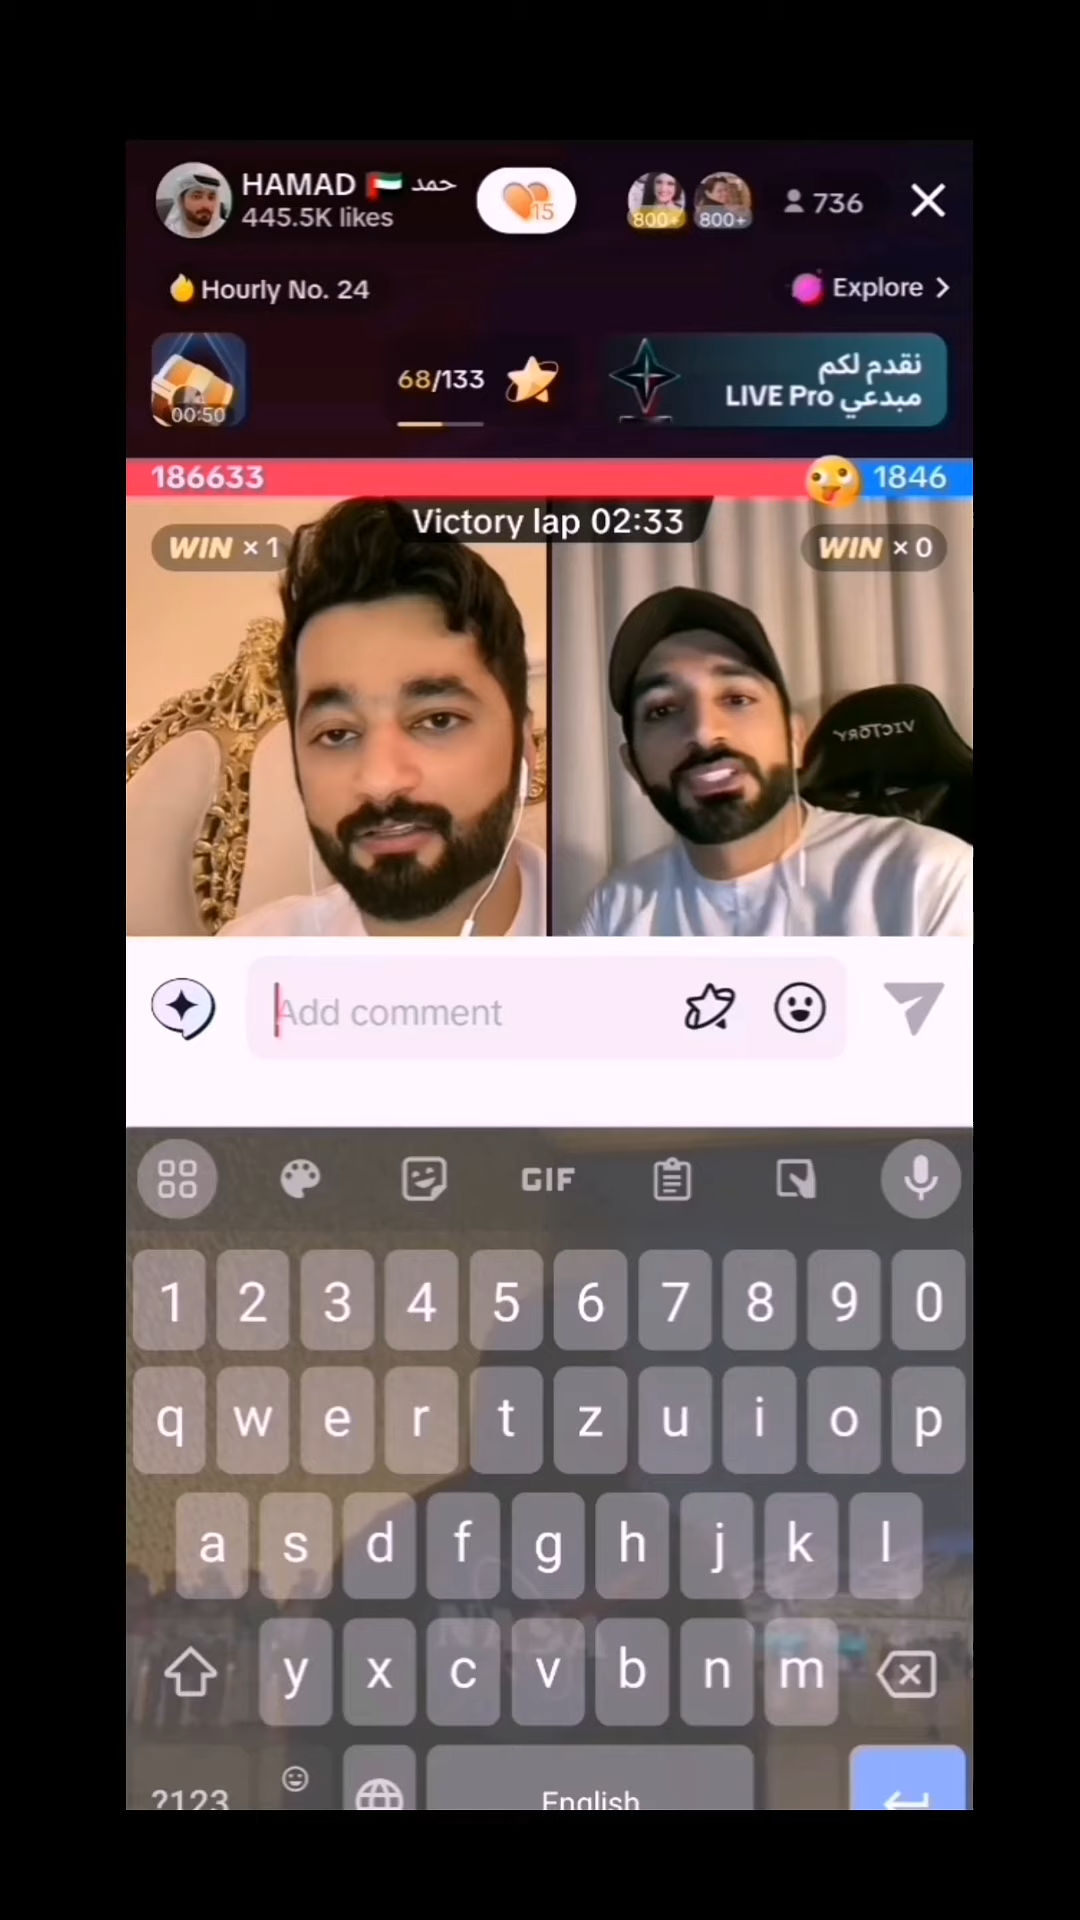 HAMAD 🇦🇪 حمد
445.5K likes
15
800+
800+
736
Hourly No. 24
Explore >
00:50
68/133
نقدم لكم
مبدعي LIVE Pro
186633
1846
Victory lap 02:33
WIN × 1
WIN × 0
VICTORY
Add comment
GIF
1 2 3 4 5 6 7 8 9 0
q w e r t z u i o p
a s d f g h j k l
NASA
y x c v b n m
?123
English